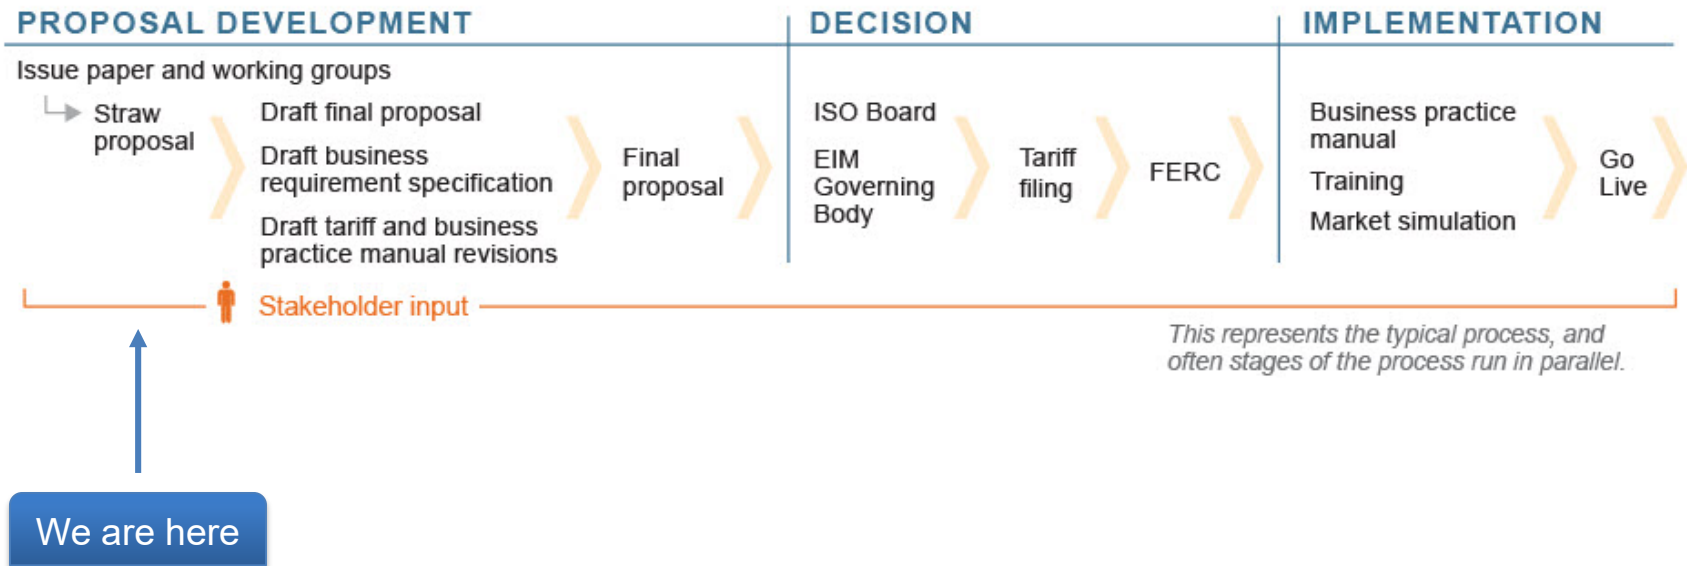 PROPOSAL DEVELOPMENT
DECISION
IMPLEMENTATION
Issue paper and working groups
Straw
proposal
Draft final proposal
Draft business
requirement specification
Draft tariff and business
practice manual revisions
Final
proposal
ISO Board
EIM
Governing
Body
Tariff
filing
FERC
Business practice
manual
Training
Market simulation
Go
Live
Stakeholder input
This represents the typical process, and
often stages of the process run in parallel.
We are here